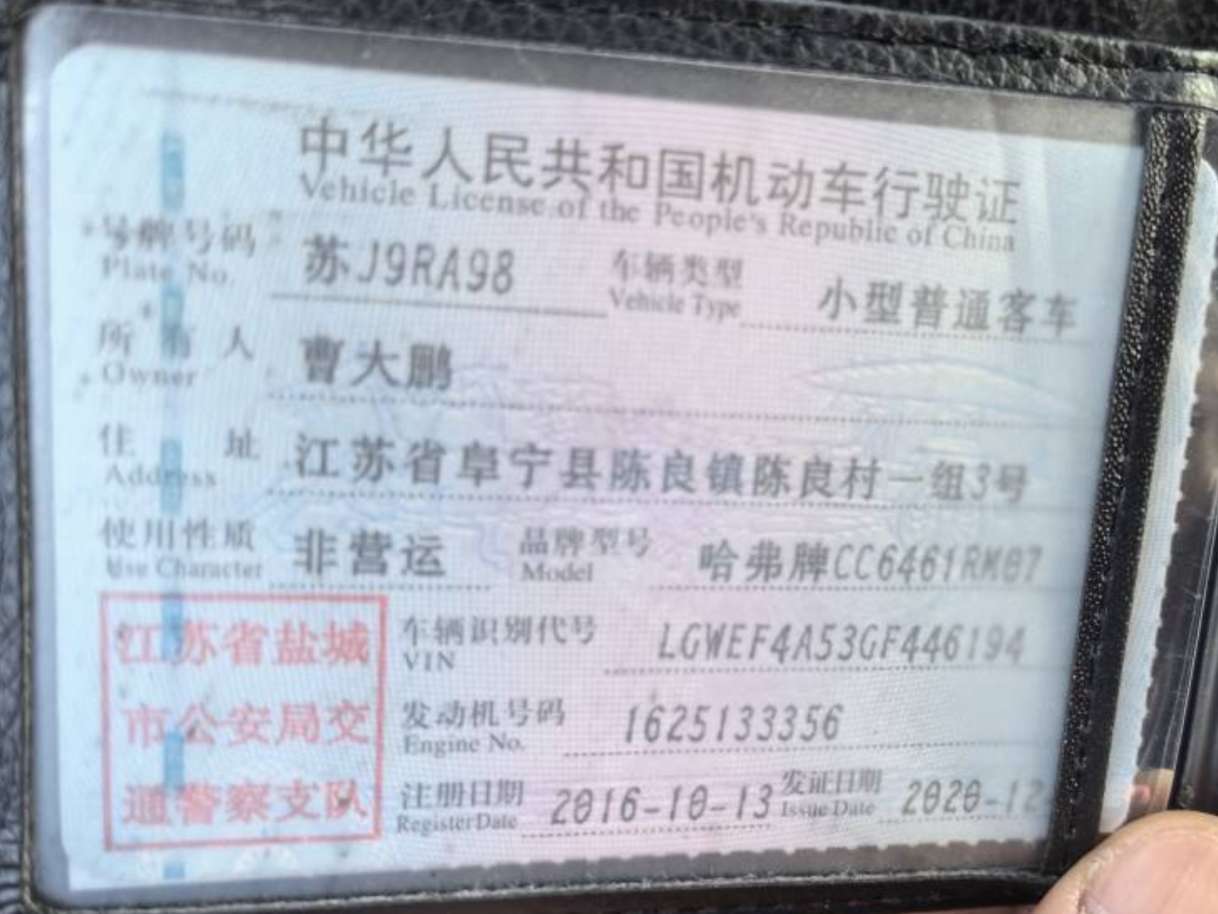 中华人民共和国机动车行驶证
Vehicle License of the People's Republic of China
号牌号码 苏J9RA98 车辆类型 小型普通客车
Plate No. Vehicle Type
所有人 曹大鹏
Owner
住址 江苏省阜宁县陈良镇陈良村一组3号
Address
使用性质 非营运 品牌型号 哈弗牌CC6461RM07
Use Character Model
江苏省盐城 车辆识别代号 LGWEF4A53GF446194
VIN
市公安局交 发动机号码 1625133356
Engine No.
通警察支队 注册日期 2016-10-13 发证日期 2020-12
Register Date Issue Date